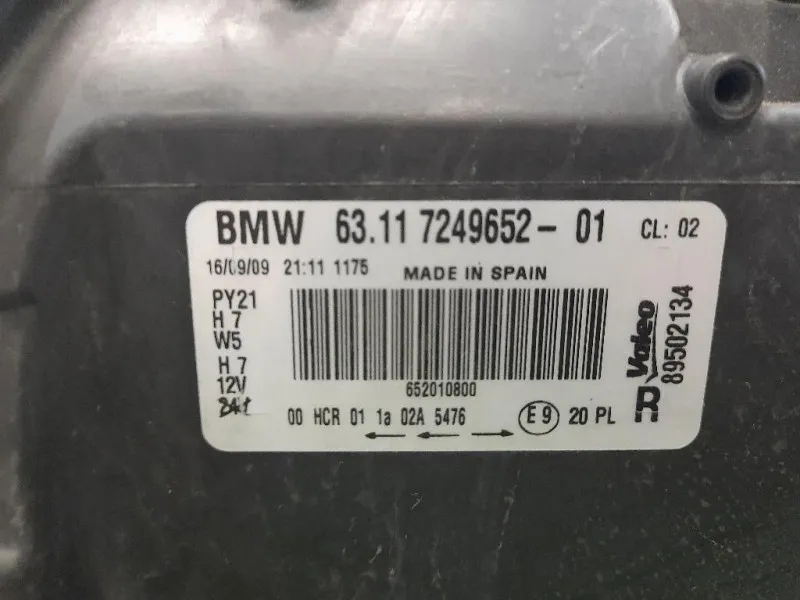 BMW 63.11 7249652-01 CL: 02
16/09/09 21:11 1175 MADE IN SPAIN
PY21
H 7
W5
H 7
12V
652010800
00 HCR 01 1a 02A 5476 ← ← → E 9 20 PL
Valeo
89502134
R